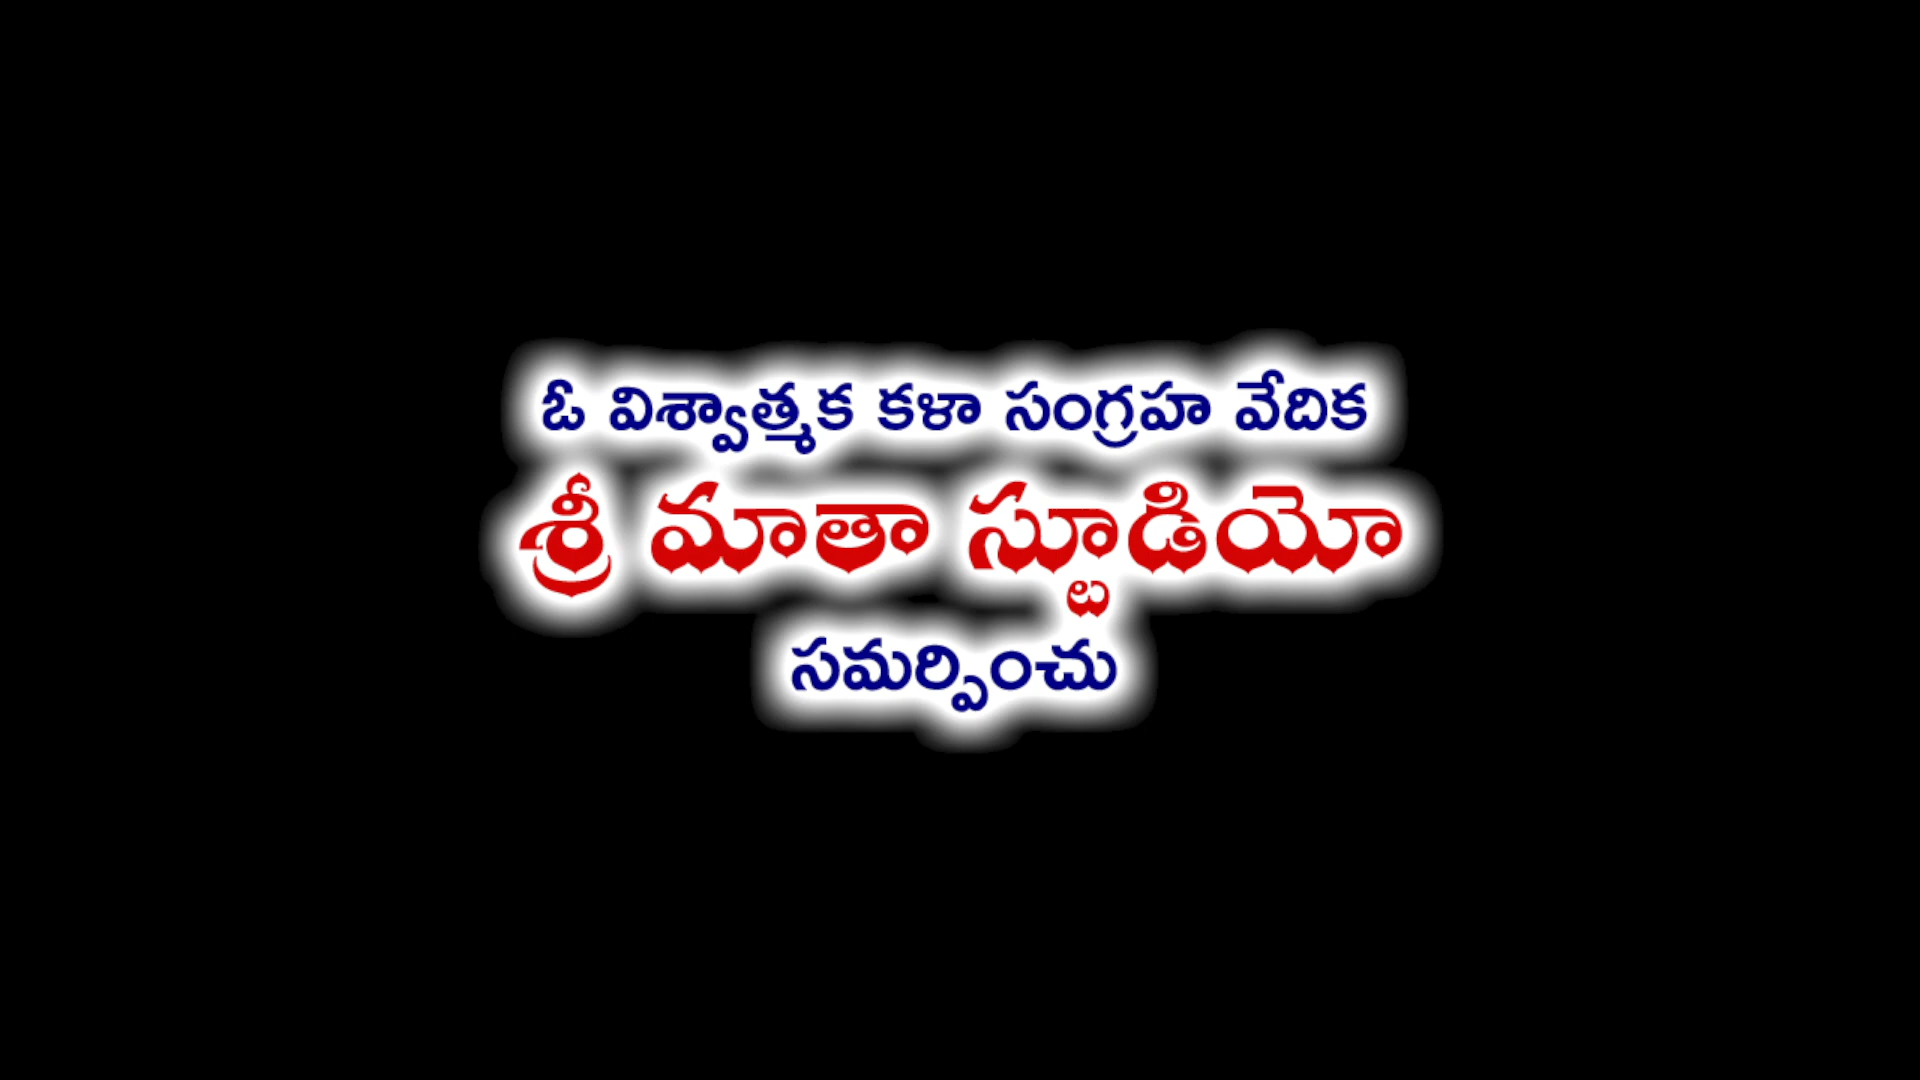 ఓ విశ్వాత్మక కళా సంగ్రహ వేదిక
శ్రీ మాతా స్టూడియో
సమర్పించు